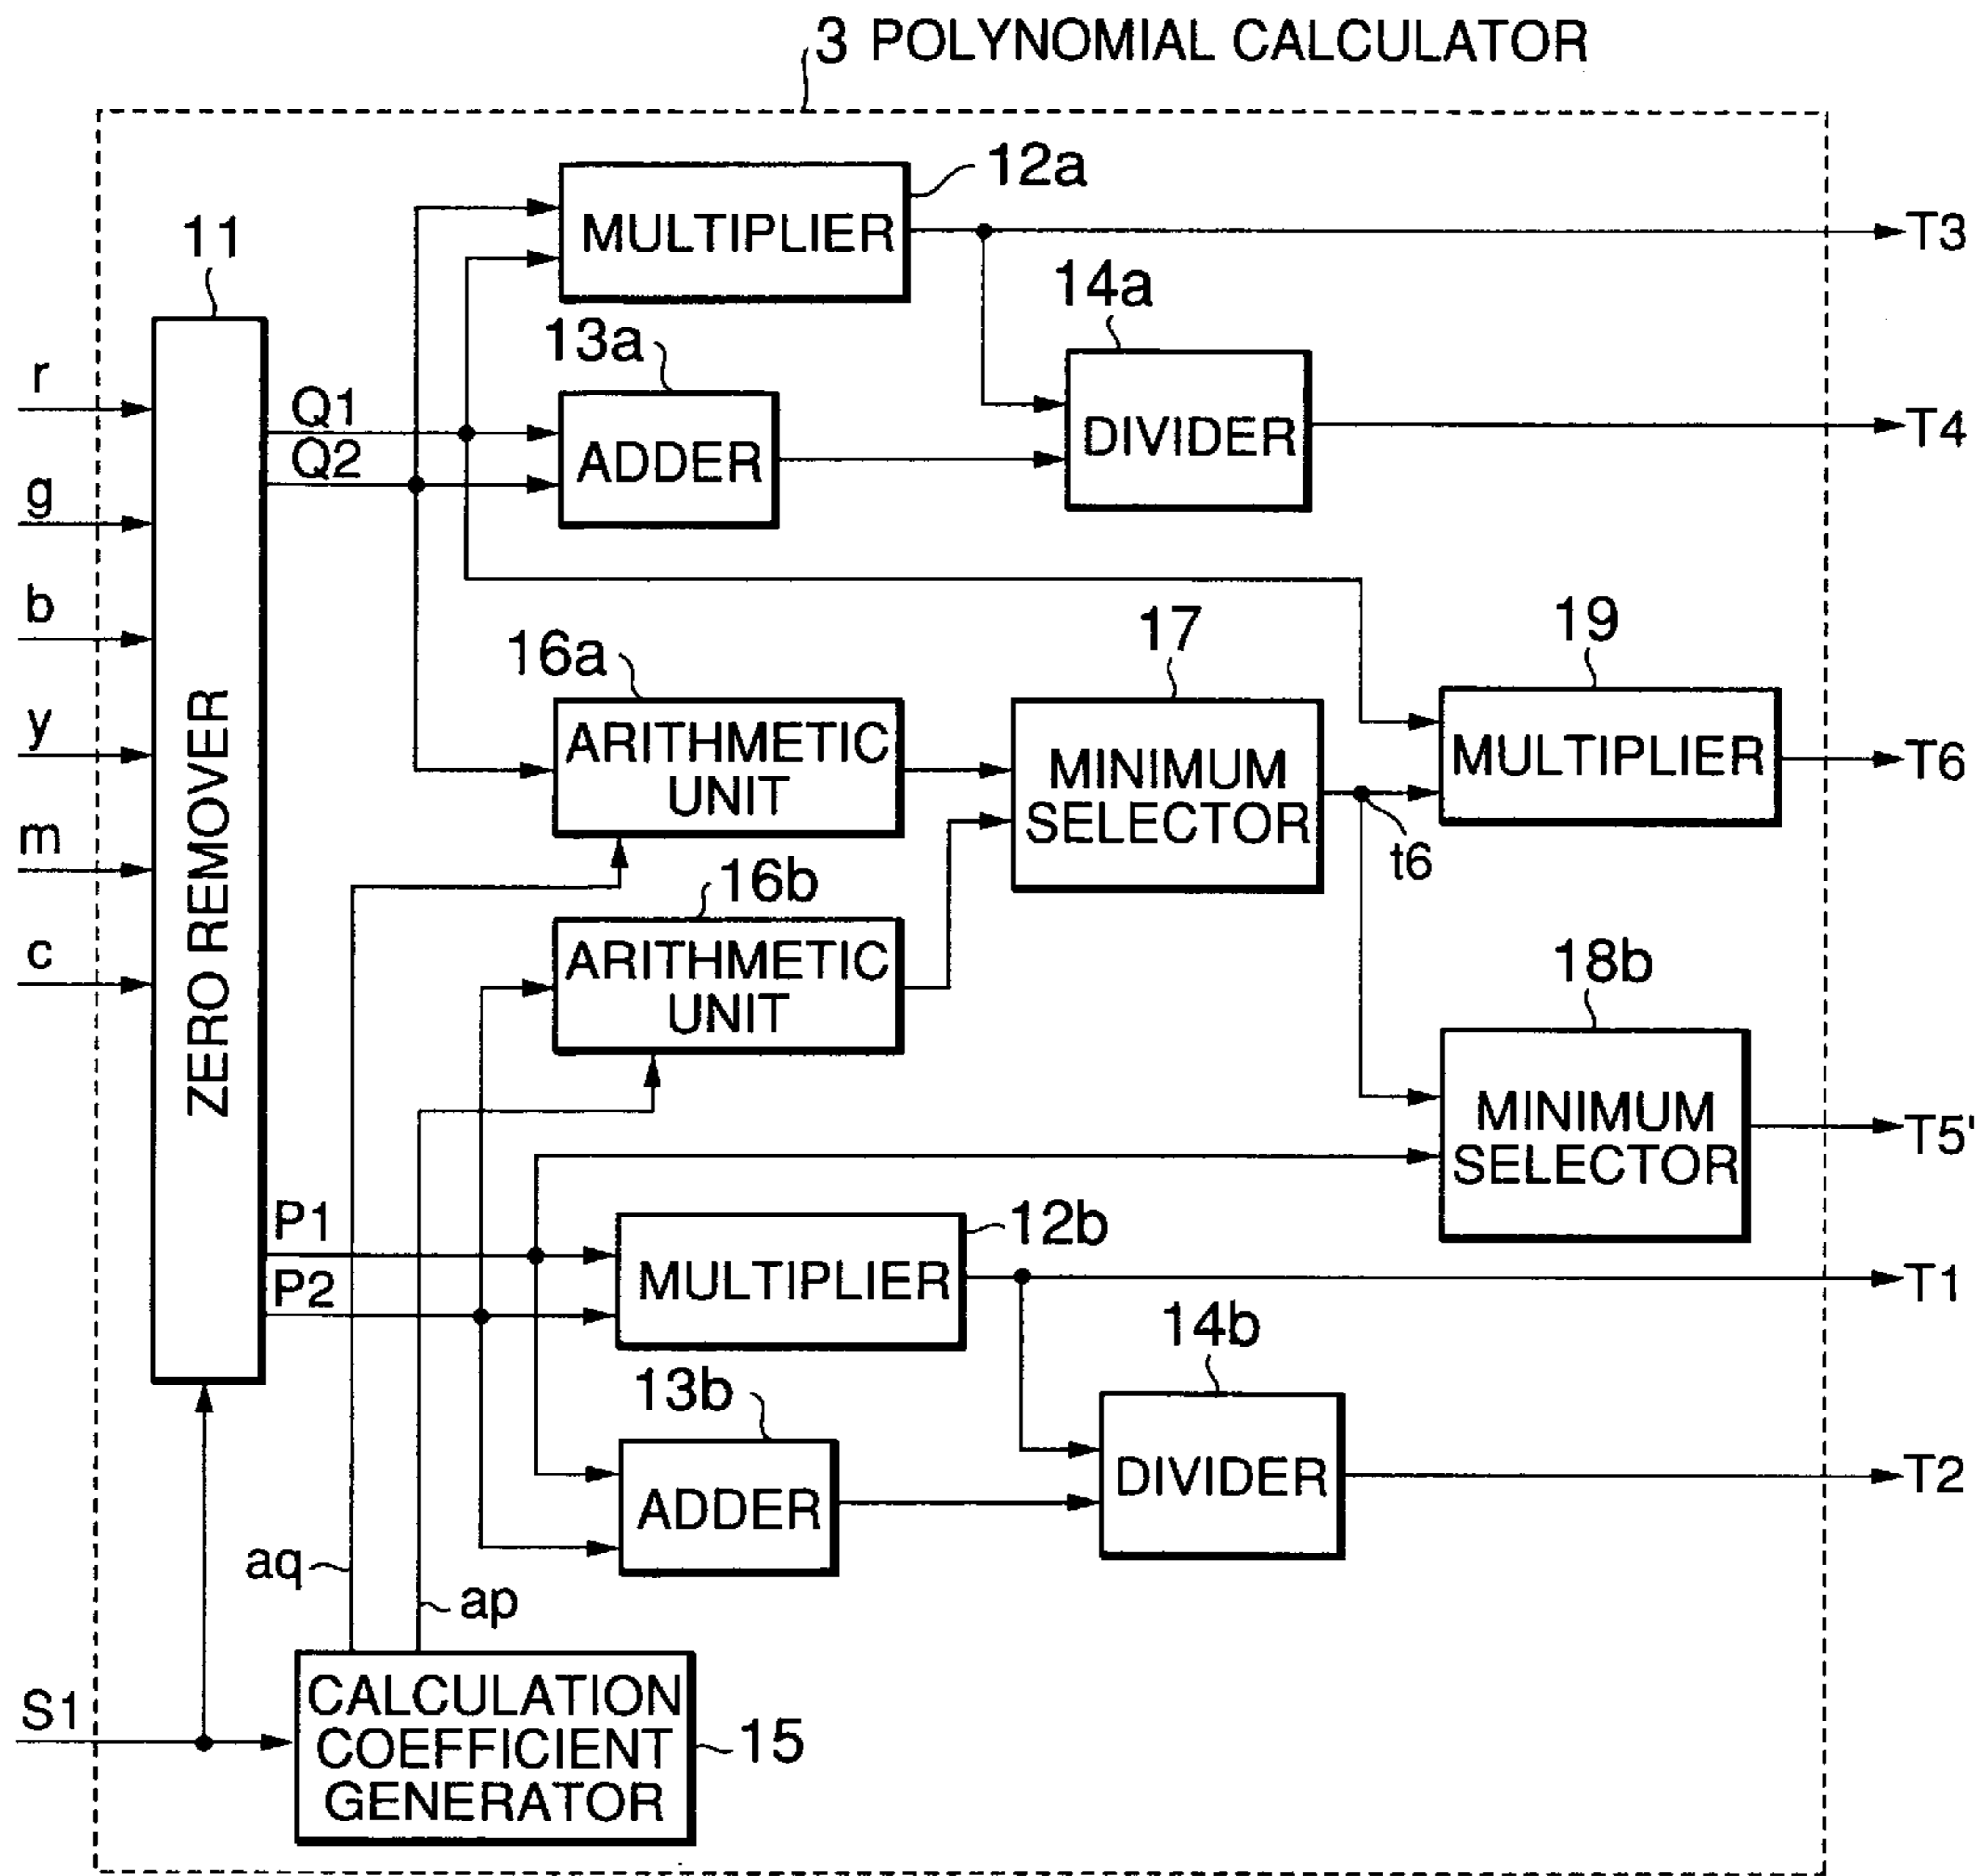 3 POLYNOMIAL CALCULATOR
12a
MULTIPLIER
T3
11
14a
13a
r
Q1
DIVIDER
T4
Q2
ADDER
g
b
17
19
16a
y
ARITHMETIC
UNIT
MINIMUM
SELECTOR
MULTIPLIER
T6
ZERO REMOVER
m
t6
16b
c
ARITHMETIC
UNIT
18b
MINIMUM
SELECTOR
T5'
P1
12b
P2
MULTIPLIER
T1
14b
13b
DIVIDER
T2
ADDER
aq
ap
S1
CALCULATION
COEFFICIENT
GENERATOR
15